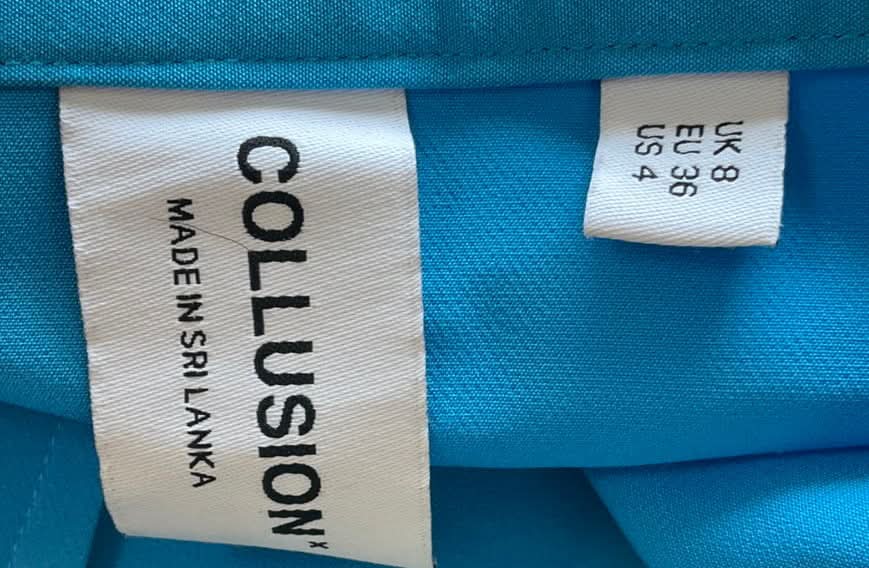 COLLUSION x
MADE IN SRI LANKA
UK 8
EU 36
US 4